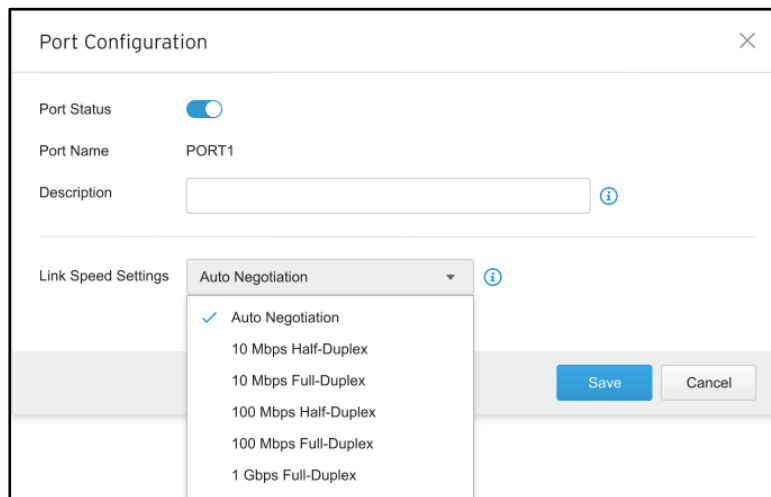 Port Configuration
Port Status
Port Name PORT1
Description
Link Speed Settings Auto Negotiation
Auto Negotiation
10 Mbps Half-Duplex
10 Mbps Full-Duplex
Save Cancel
100 Mbps Half-Duplex
100 Mbps Full-Duplex
1 Gbps Full-Duplex